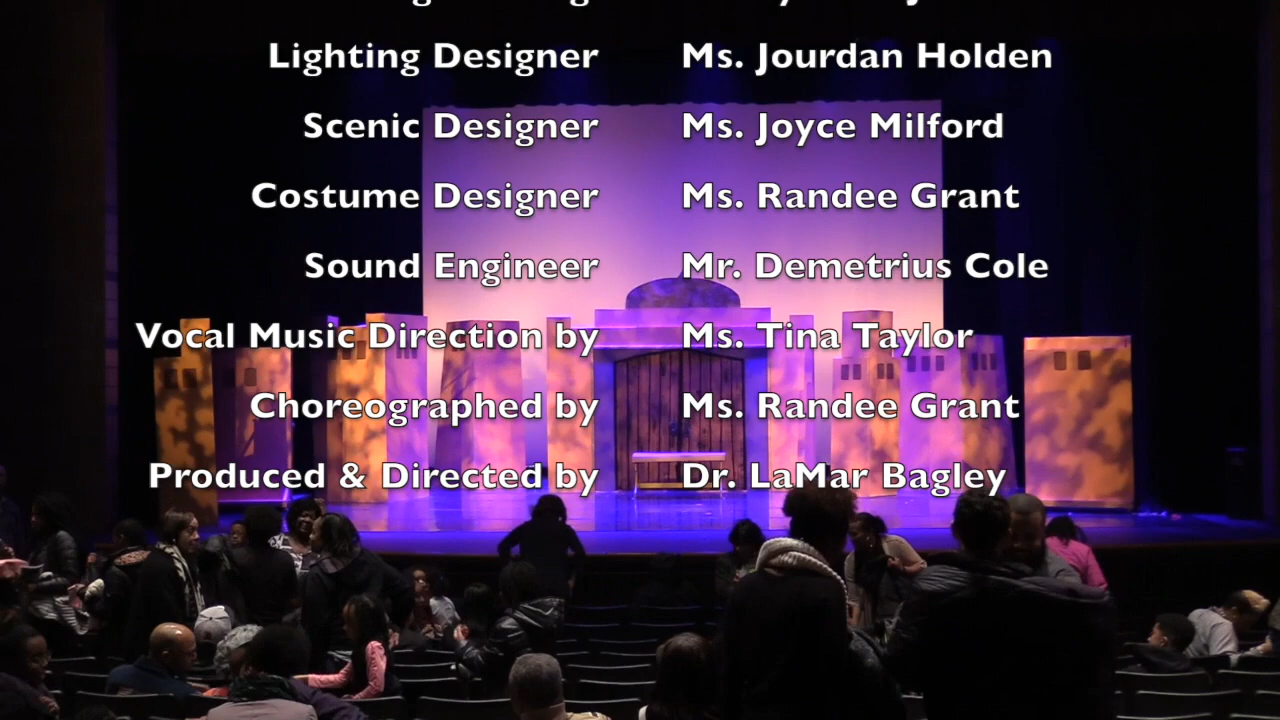 Lighting Designer Ms. Jourdan Holden
Scenic Designer Ms. Joyce Milford
Costume Designer Ms. Randee Grant
Sound Engineer Mr. Demetrius Cole
Vocal Music Direction by Ms. Tina Taylor
Choreographed by Ms. Randee Grant
Produced & Directed by Dr. LaMar Bagley